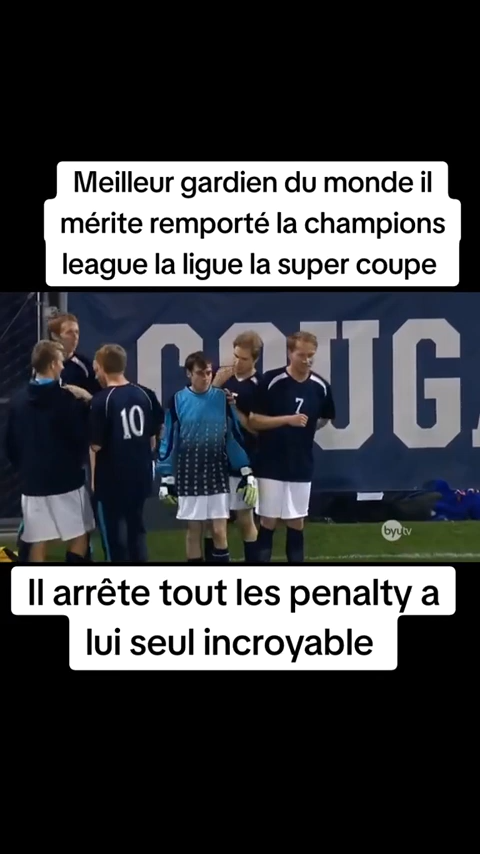 Meilleur gardien du monde il
mérite remporté la champions
league la ligue la super coupe
COUGA
10
7
byutv
Il arrête tout les penalty a
lui seul incroyable